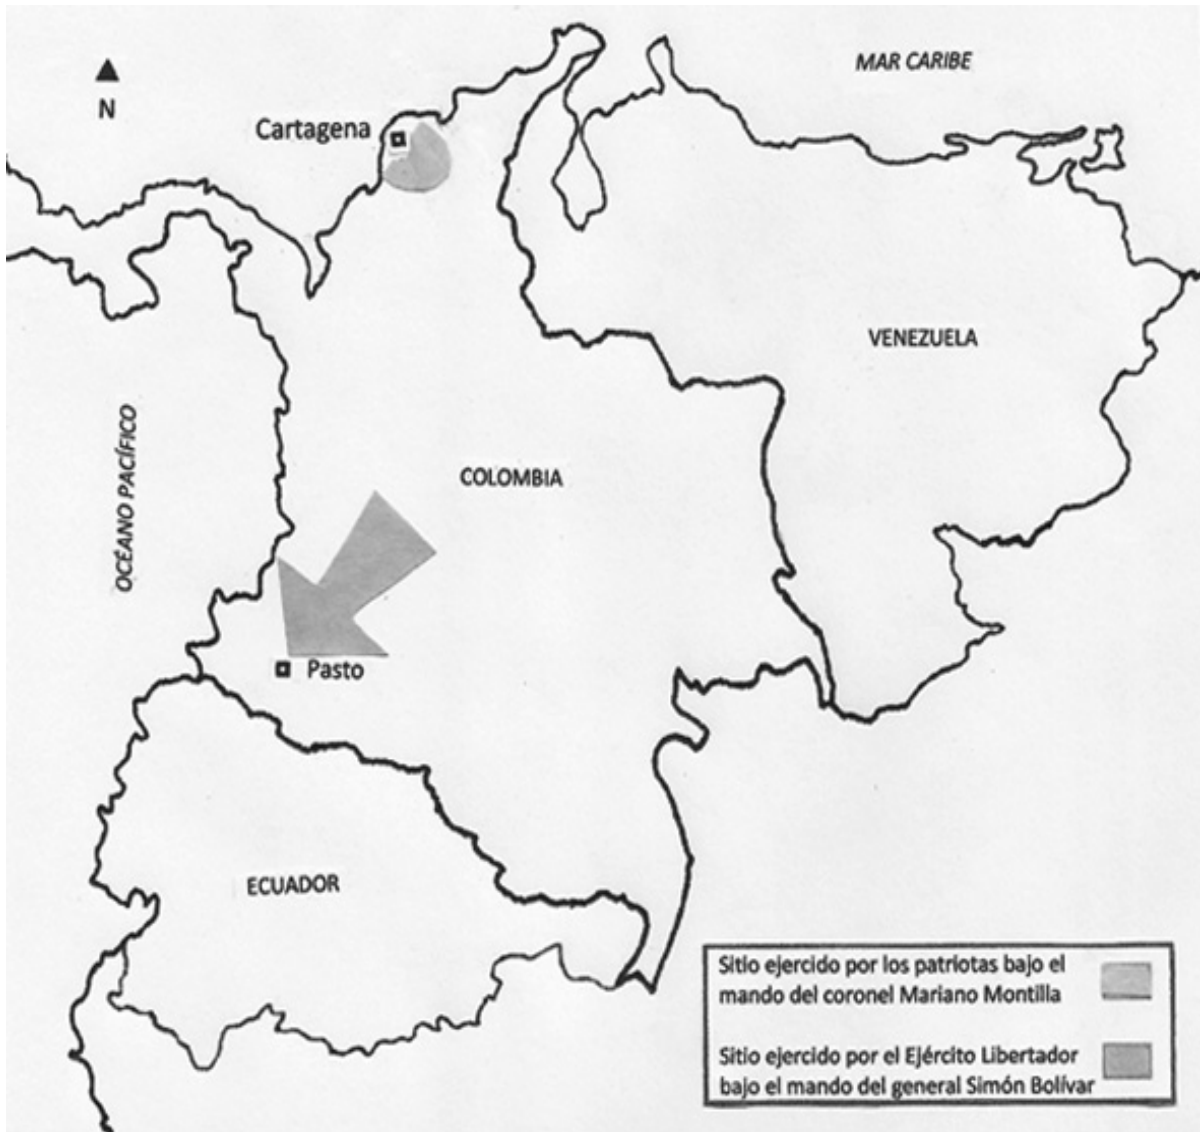 MAR CARIBE
N
Cartagena
VENEZUELA
OCÉANO PACÍFICO
COLOMBIA
Pasto
ECUADOR
Sitio ejercido por los patriotas bajo el
mando del coronel Mariano Montilla
Sitio ejercido por el Ejército Libertador
bajo el mando del general Simón Bolívar